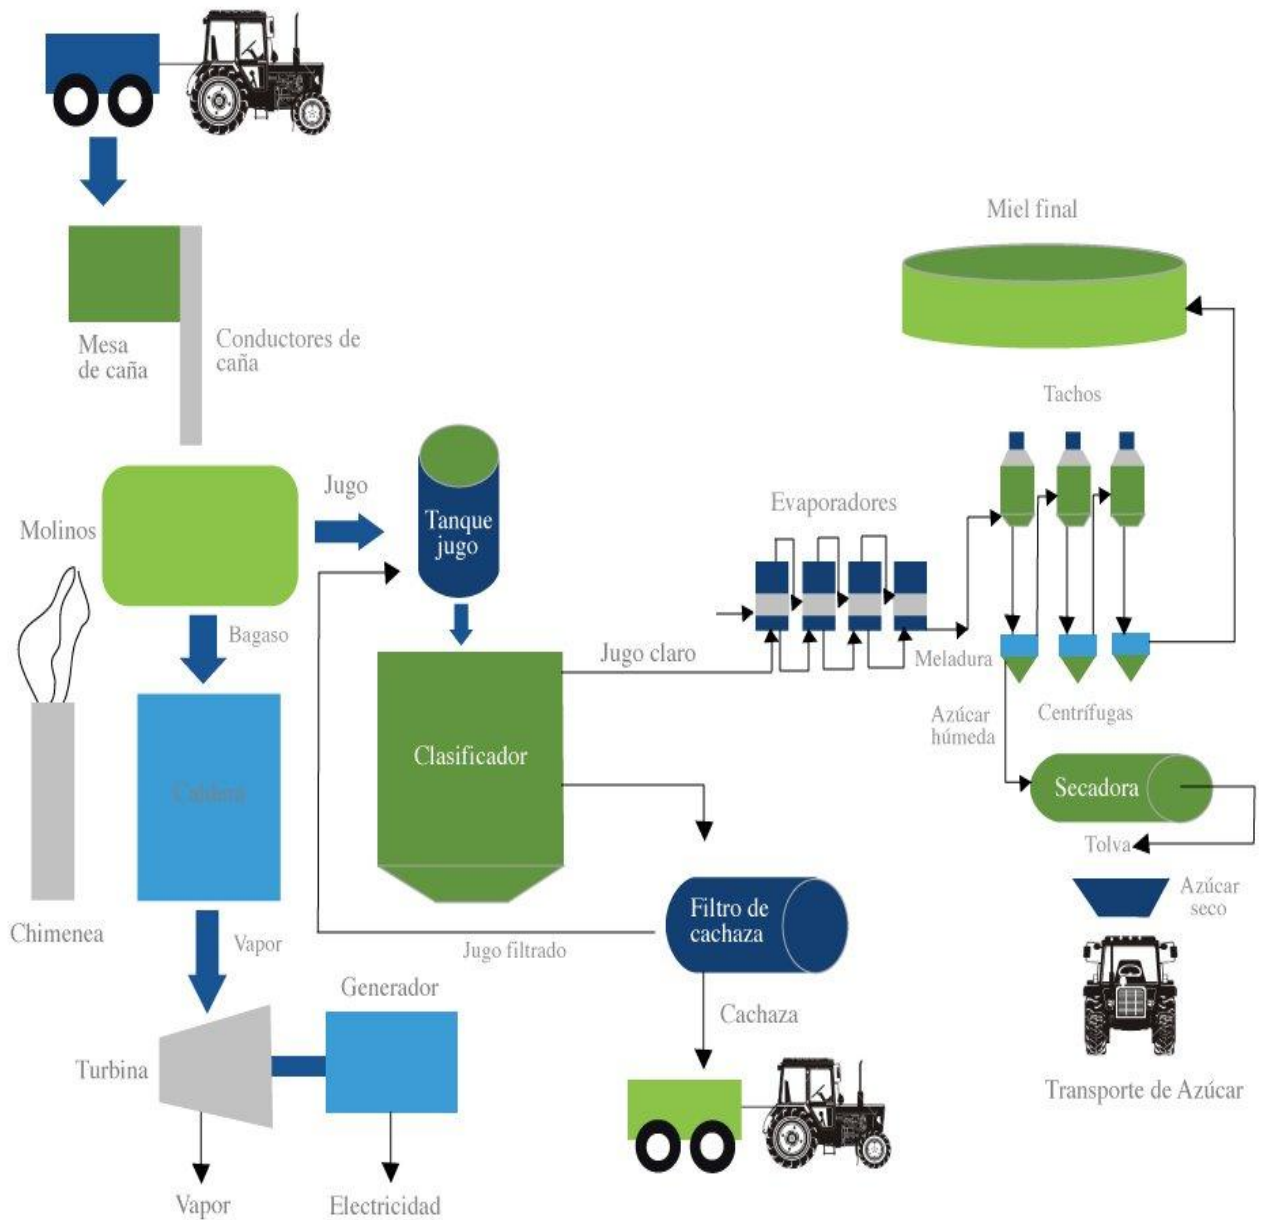 Miel final
Mesa
de caña
Conductores de
caña
Tachos
Jugo
Tanque
jugo
Evaporadores
Molinos
Bagaso
Jugo claro
Meladura
Azúcar
húmeda
Centrífugas
Clasificador
Caldera
Secadora
Tolva
Azúcar
seco
Filtro de
cachaza
Chimenea
Vapor
Jugo filtrado
Generador
Cachaza
Turbina
Transporte de Azúcar
Vapor
Electricidad